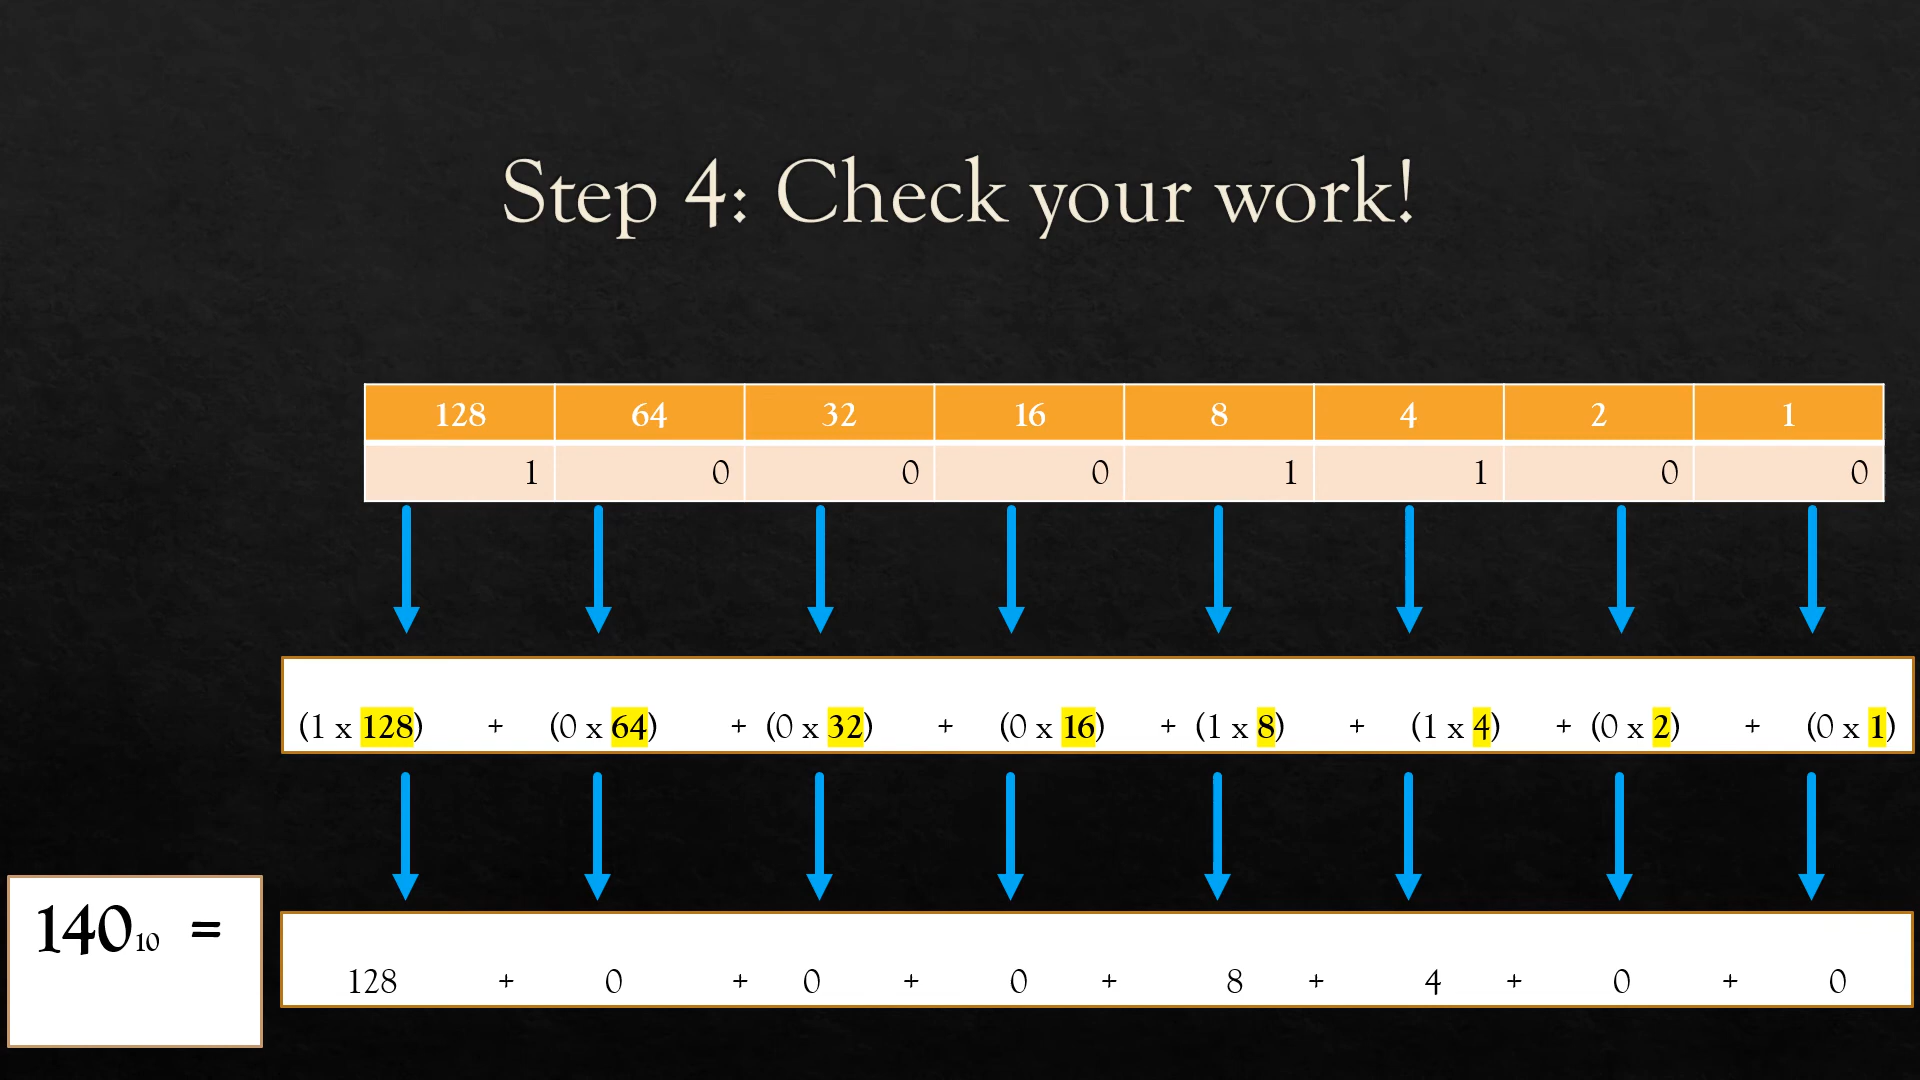 Step 4: Check your work!
128 64 32 16 8 4 2 1
1 0 0 0 1 1 0 0
(1 x 128) + (0 x 64) + (0 x 32) + (0 x 16) + (1 x 8) + (1 x 4) + (0 x 2) + (0 x 1)
140₁₀ =
128 + 0 + 0 + 0 + 8 + 4 + 0 + 0